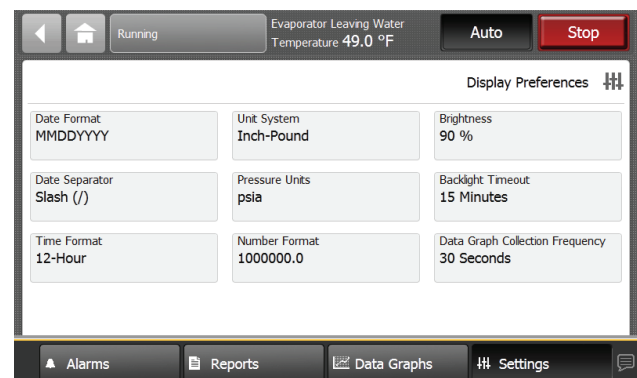 Running
Evaporator Leaving Water
Temperature 49.0 °F
Auto
Stop
Display Preferences
Date Format
MMDDYYYY
Unit System
Inch-Pound
Brightness
90 %
Date Separator
Slash (/)
Pressure Units
psia
Backlight Timeout
15 Minutes
Time Format
12-Hour
Number Format
1000000.0
Data Graph Collection Frequency
30 Seconds
Alarms
Reports
Data Graphs
Settings